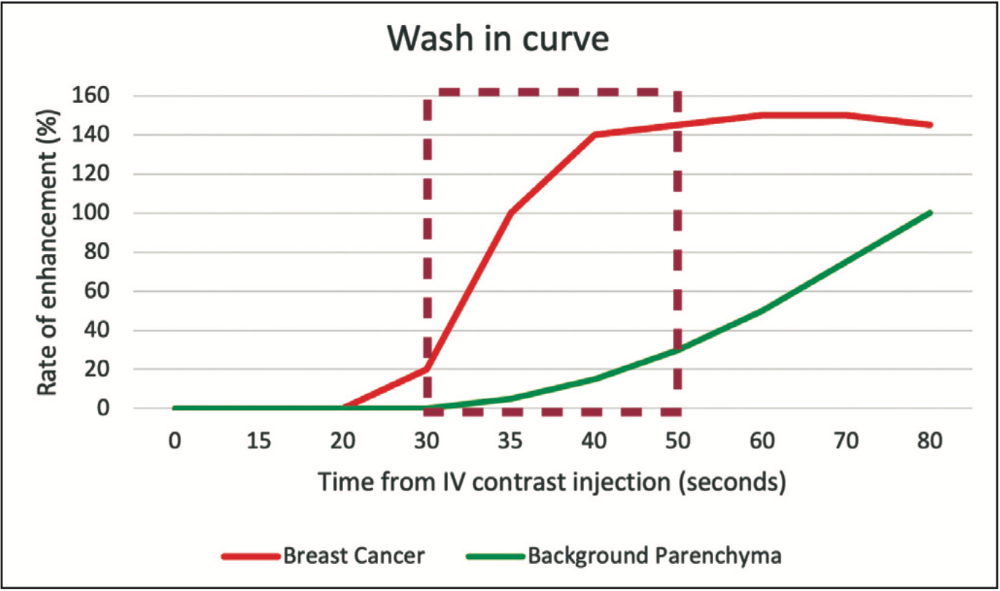 Wash in curve
Rate of enhancement (%)
160
140
120
100
80
60
40
20
0
0 15 20 30 35 40 50 60 70 80
Time from IV contrast injection (seconds)
Breast Cancer Background Parenchyma